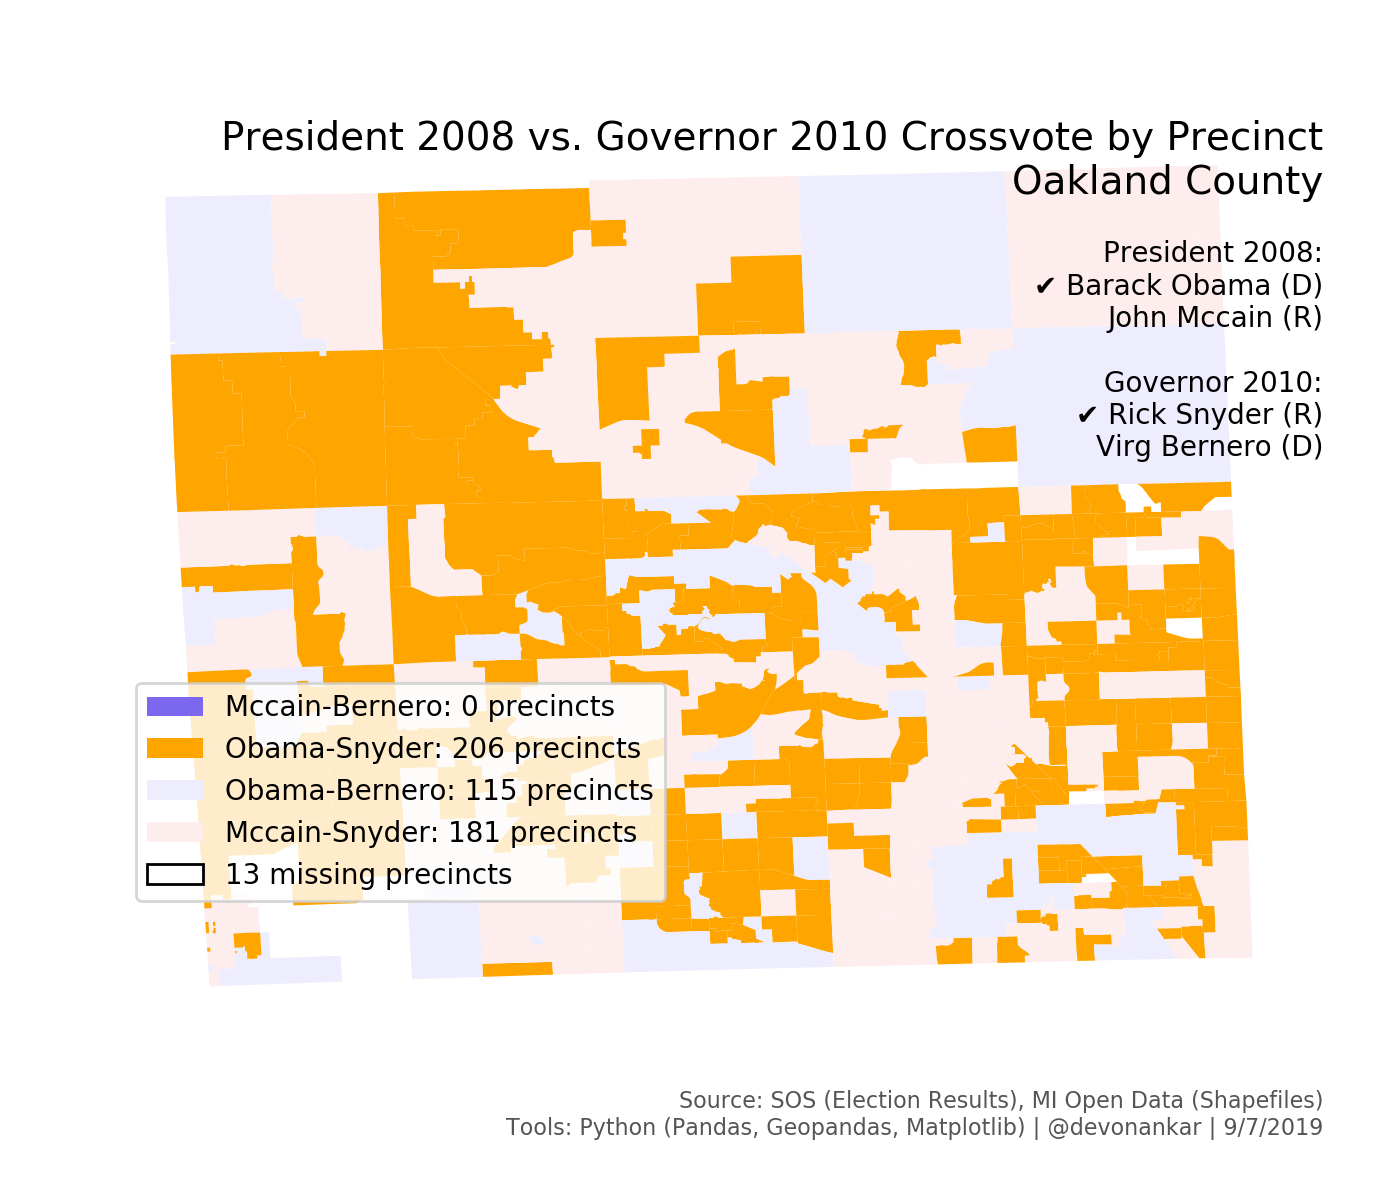 President 2008 vs. Governor 2010 Crossvote by Precinct
Oakland County
President 2008:
✔ Barack Obama (D)
John Mccain (R)
Governor 2010:
✔ Rick Snyder (R)
Virg Bernero (D)
Mccain-Bernero: 0 precincts
Obama-Snyder: 206 precincts
Obama-Bernero: 115 precincts
Mccain-Snyder: 181 precincts
13 missing precincts
Source: SOS (Election Results), MI Open Data (Shapefiles)
Tools: Python (Pandas, Geopandas, Matplotlib) | @devonankar | 9/7/2019